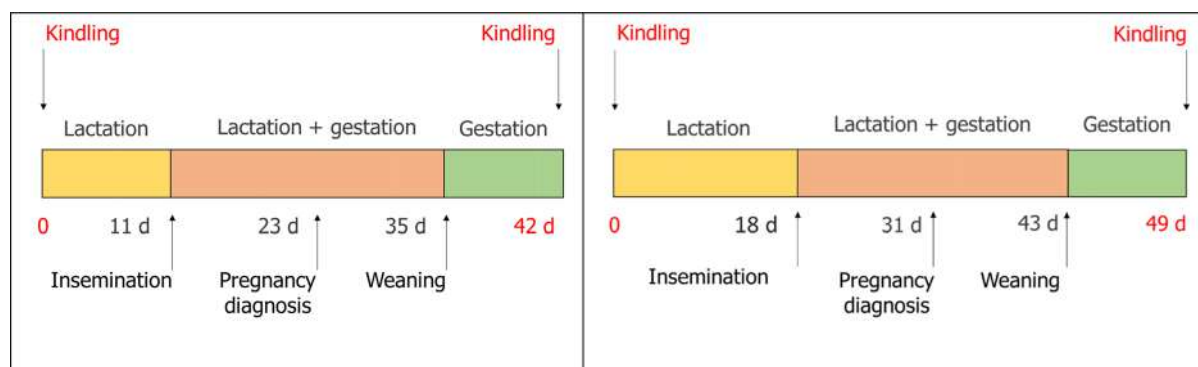 Kindling Kindling
Lactation Lactation + gestation Gestation
0 11 d 23 d 35 d 42 d
Insemination Pregnancy diagnosis Weaning
Kindling Kindling
Lactation Lactation + gestation Gestation
0 18 d 31 d 43 d 49 d
Insemination Pregnancy diagnosis Weaning